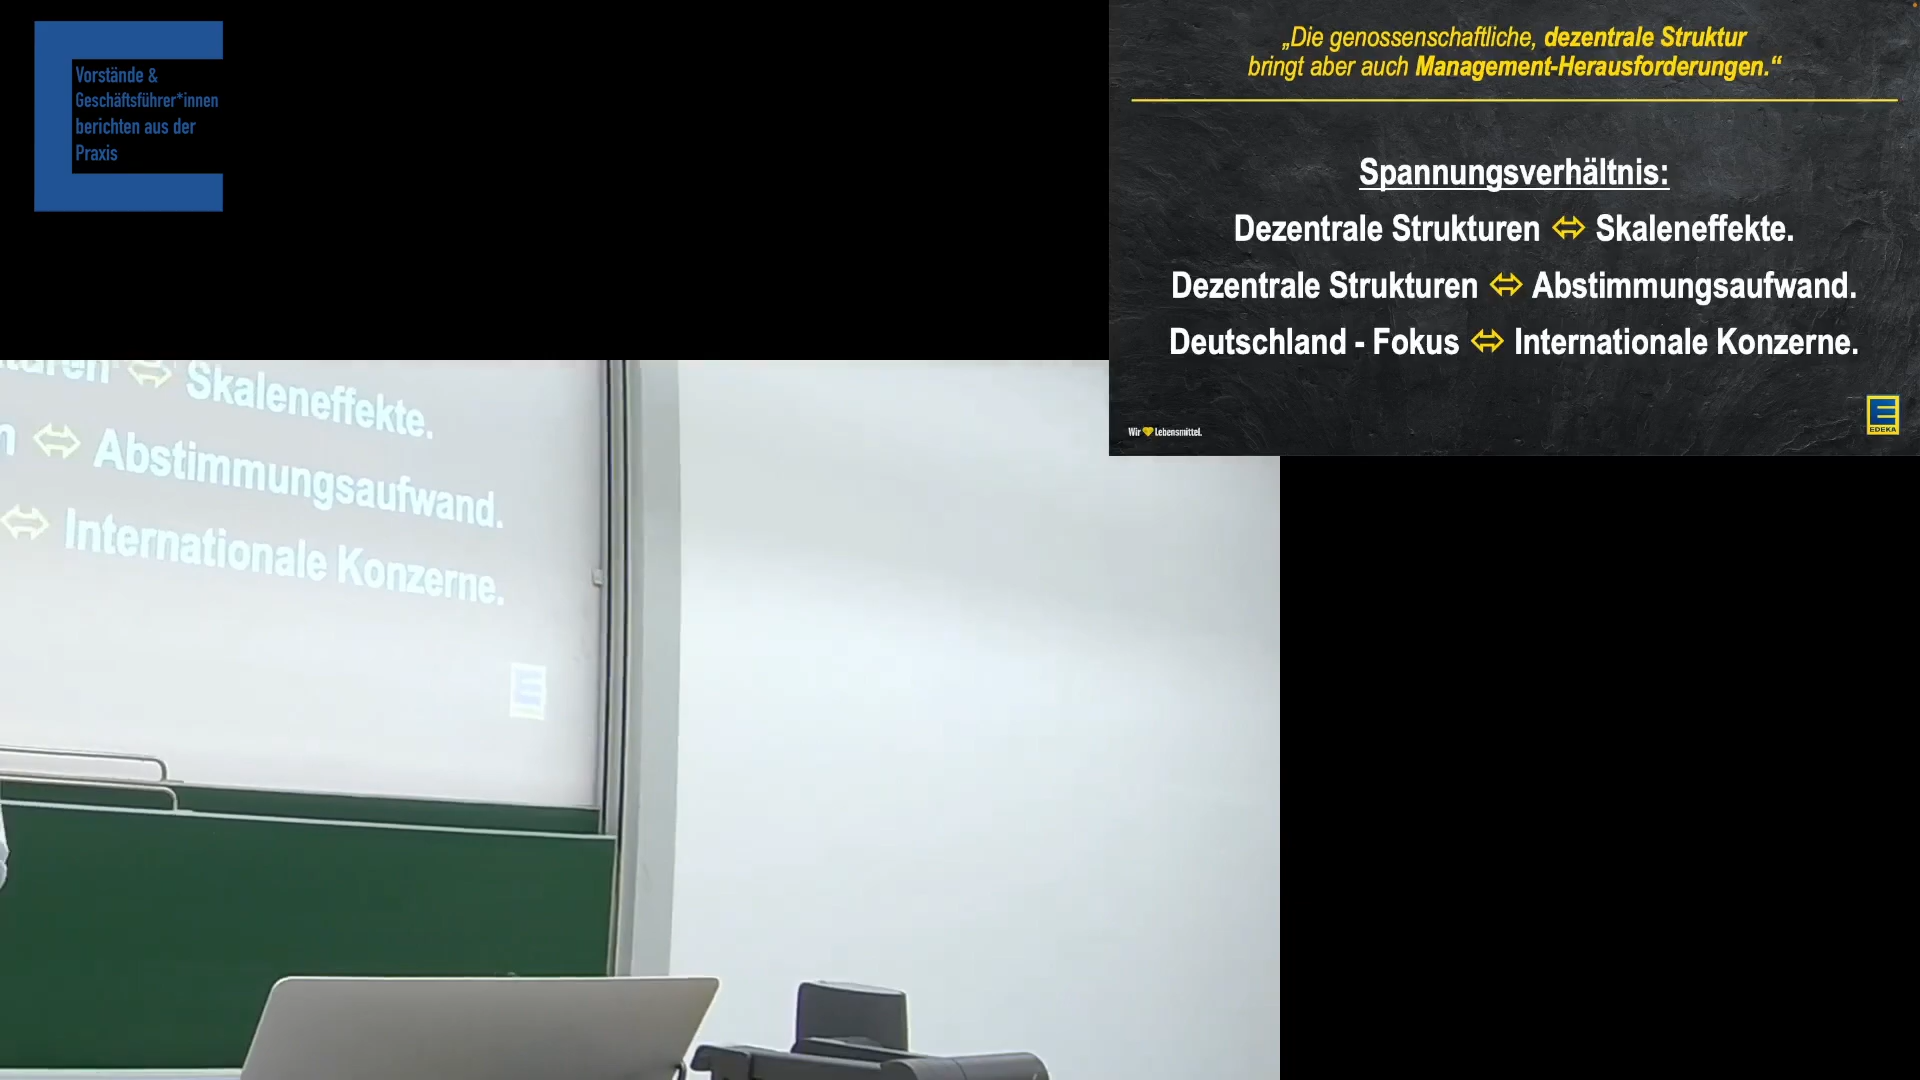 Vorstände &
Geschäftsführer*innen
berichten aus der
Praxis
„Die genossenschaftliche, dezentrale Struktur
bringt aber auch Management-Herausforderungen.“
Spannungsverhältnis:
Dezentrale Strukturen ⇔ Skaleneffekte.
Dezentrale Strukturen ⇔ Abstimmungsaufwand.
Deutschland - Fokus ⇔ Internationale Konzerne.
Wir 💛 Lebensmittel.
E
EDEKA
⇔ Skaleneffekte.
⇔ Abstimmungsaufwand.
⇔ Internationale Konzerne.
E